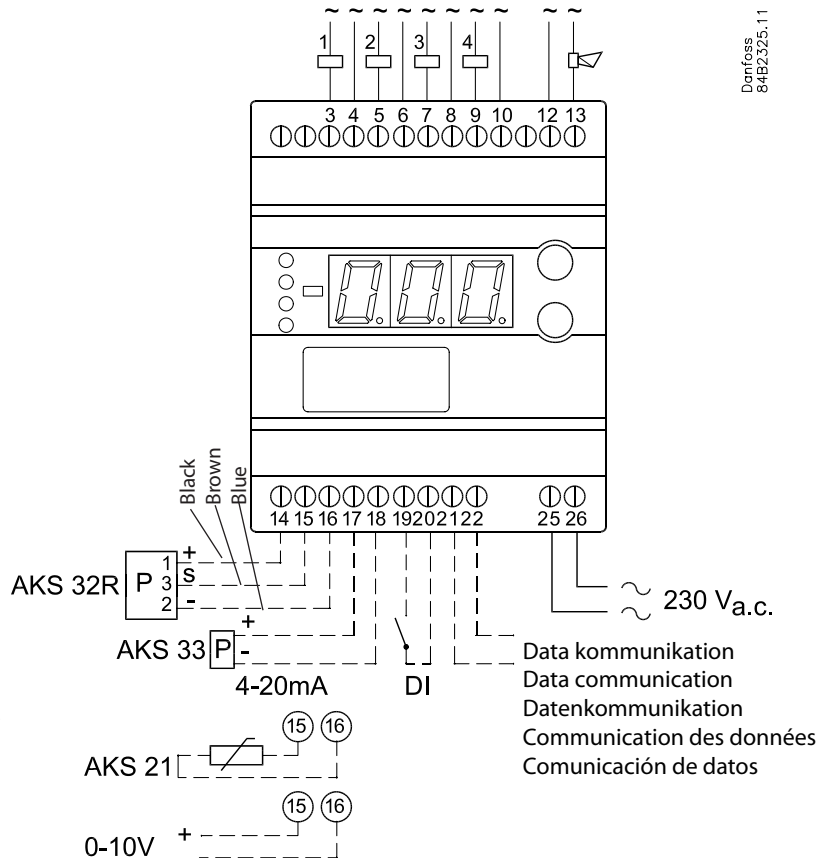 ~ ~ ~ ~ ~ ~ ~ ~ ~ ~
Danfoss
84B2325.11
1 2 3 4
3 4 5 6 7 8 9 10 12 13
0.0.0.
Black
Brown
Blue
14 15 16 17 18 19 20 21 22 25 26
AKS 32R P
1 +
3 S
2 -
~ ~ 230 Va.c.
AKS 33 P + -
4-20mA
DI
Data kommunikation
Data communication
Datenkommunikation
Communication des données
Comunicación de datos
15 16
AKS 21
15 16
0-10V + -